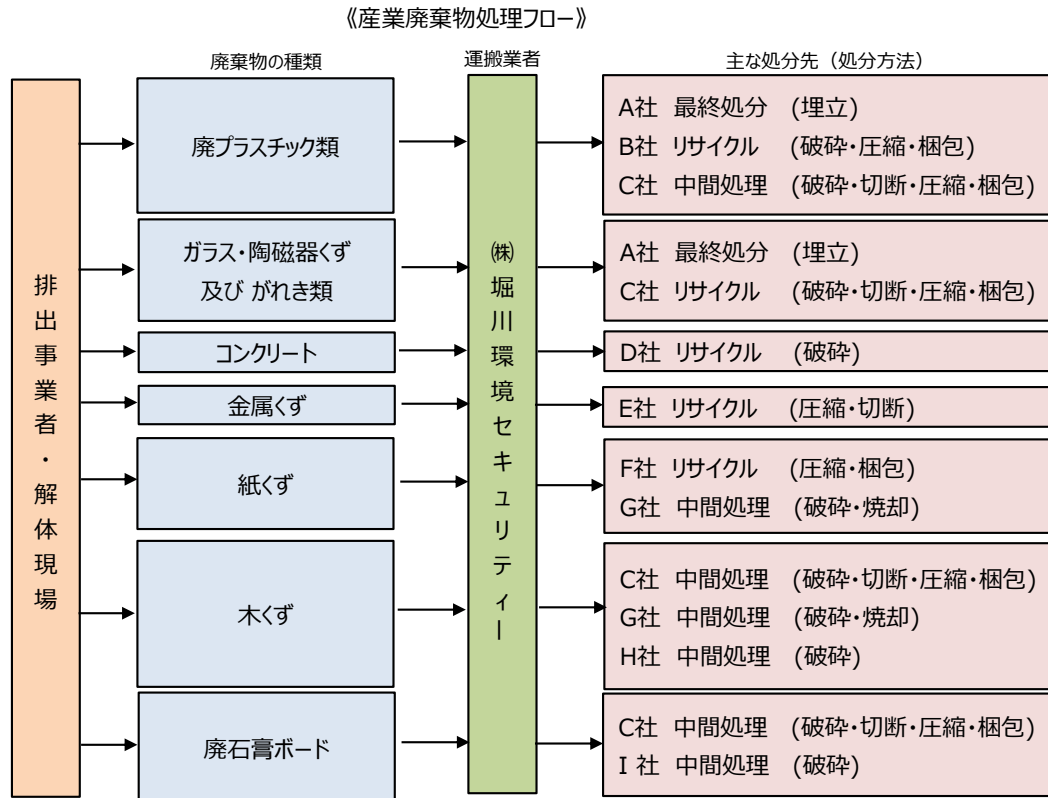 《産業廃棄物処理フロー》
廃棄物の種類
運搬業者
主な処分先（処分方法）
排出事業者・解体現場
廃プラスチック類
ガラス・陶磁器くず
及び がれき類
コンクリート
金属くず
紙くず
木くず
廃石膏ボード
㈱堀川環境セキュリティー
A社 最終処分 (埋立)
B社 リサイクル (破砕・圧縮・梱包)
C社 中間処理 (破砕・切断・圧縮・梱包)
A社 最終処分 (埋立)
C社 リサイクル (破砕・切断・圧縮・梱包)
D社 リサイクル (破砕)
E社 リサイクル (圧縮・切断)
F社 リサイクル (圧縮・梱包)
G社 中間処理 (破砕・焼却)
C社 中間処理 (破砕・切断・圧縮・梱包)
G社 中間処理 (破砕・焼却)
H社 中間処理 (破砕)
C社 中間処理 (破砕・切断・圧縮・梱包)
I 社 中間処理 (破砕)